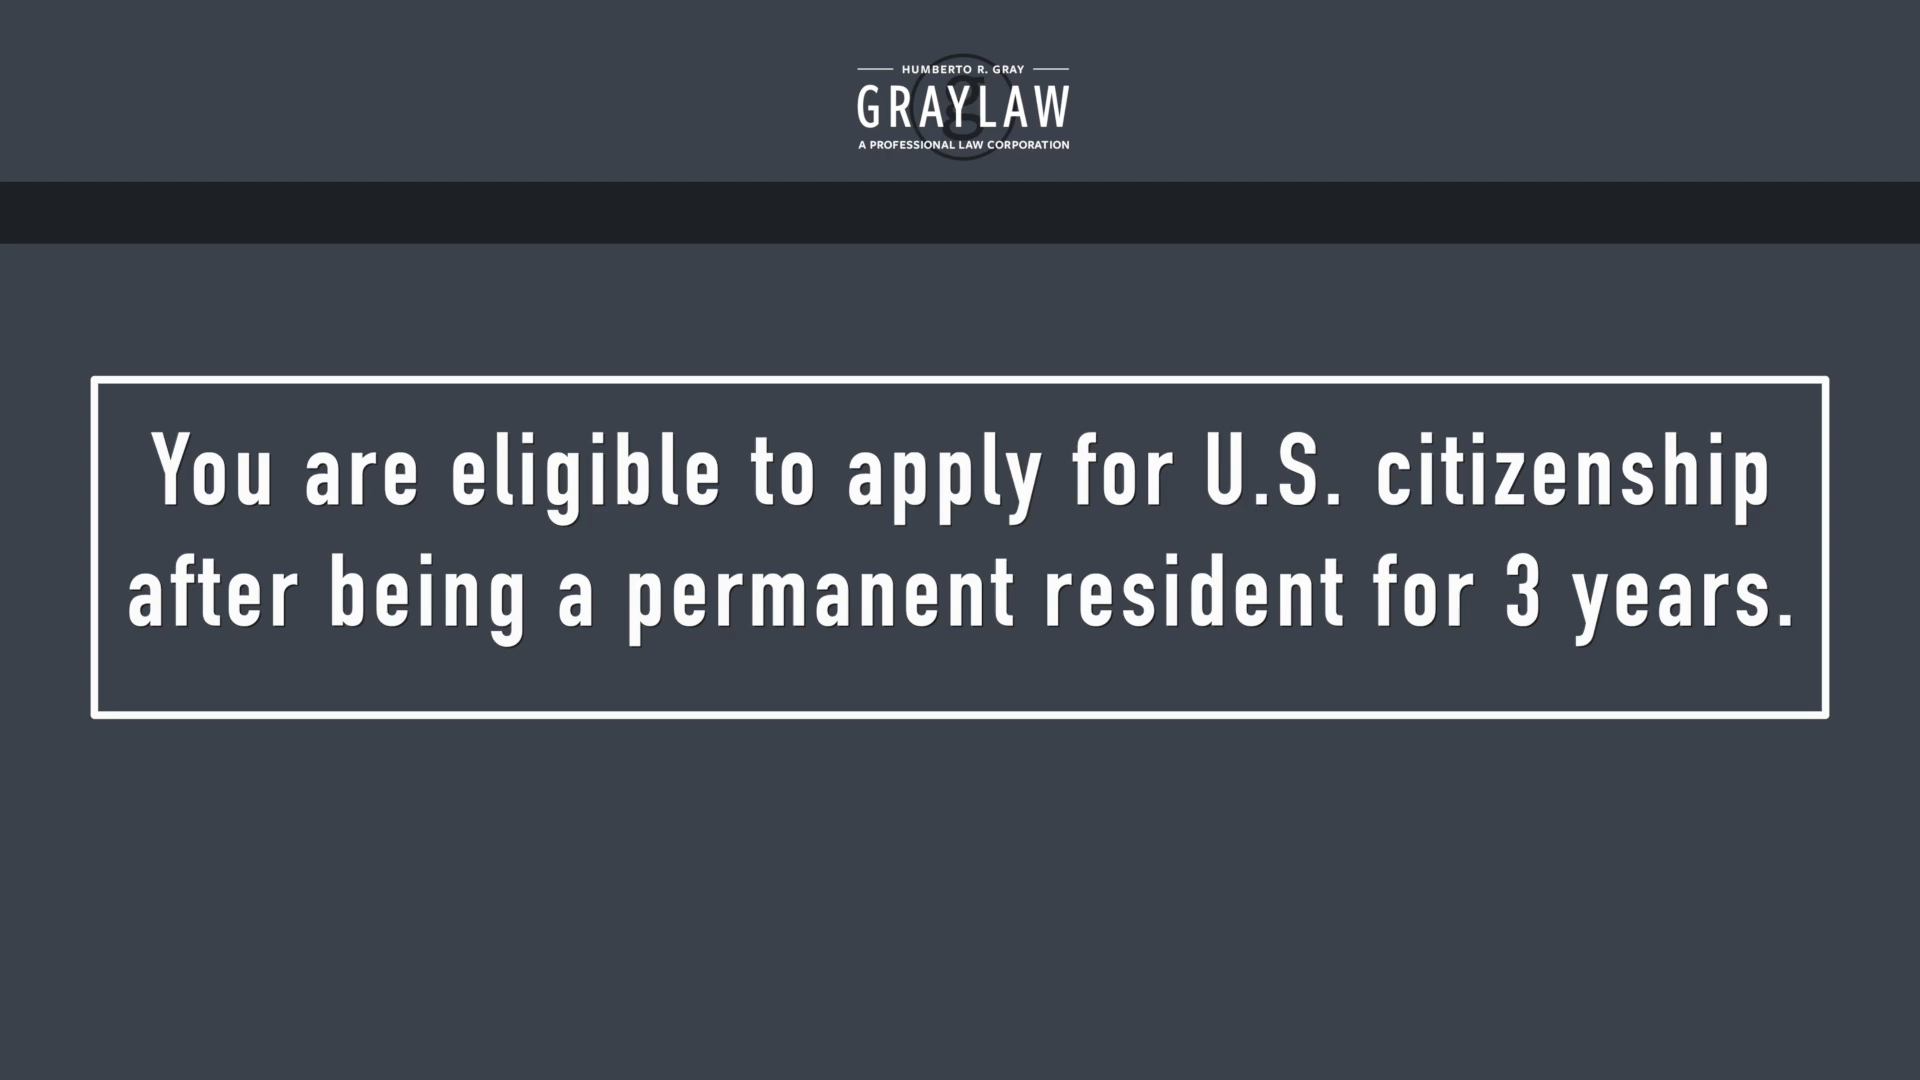 HUMBERTO R. GRAY
GRAYLAW
A PROFESSIONAL LAW CORPORATION
You are eligible to apply for U.S. citizenship
after being a permanent resident for 3 years.